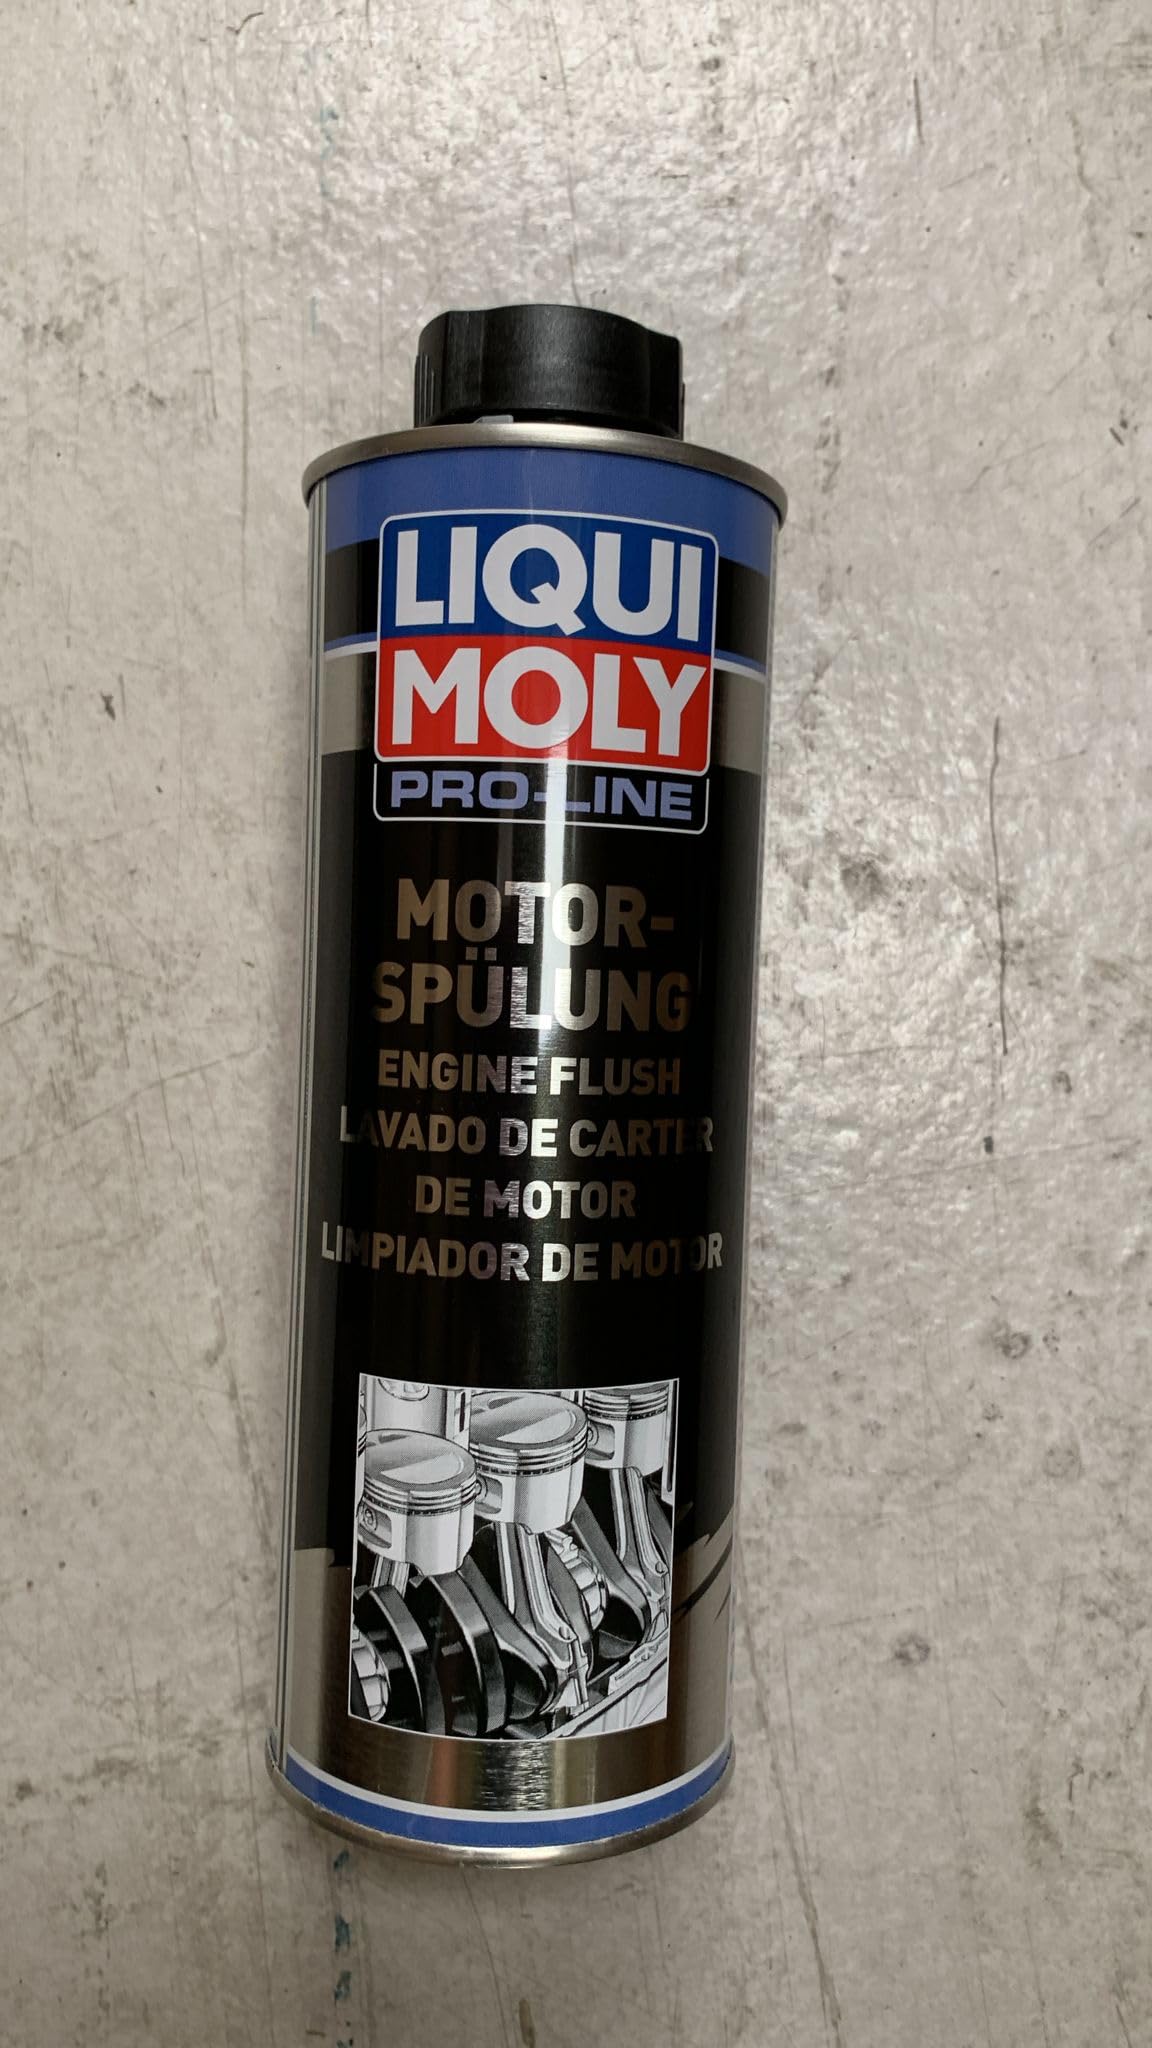 LIQUI
MOLY
PRO-LINE
MOTOR-
SPÜLUNG
ENGINE FLUSH
LAVADO DE CARTER
DE MOTOR
LIMPIADOR DE MOTOR